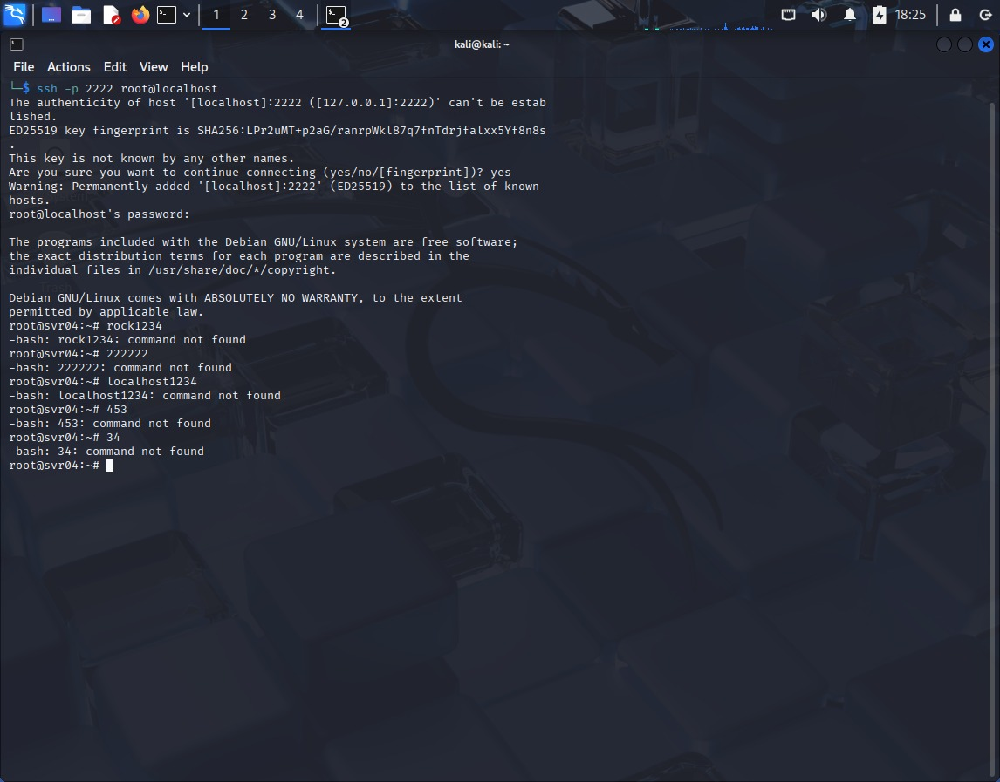 1 2 3 4 2 18:25
kali@kali: ~
File Actions Edit View Help
└─$ ssh -p 2222 root@localhost
The authenticity of host '[localhost]:2222 ([127.0.0.1]:2222)' can't be estab
lished.
ED25519 key fingerprint is SHA256:LPr2uMT+p2aG/ranrpWkl87q7fnTdrjfalxx5Yf8n8s
.
This key is not known by any other names.
Are you sure you want to continue connecting (yes/no/[fingerprint])? yes
Warning: Permanently added '[localhost]:2222' (ED25519) to the list of known
hosts.
root@localhost's password:
The programs included with the Debian GNU/Linux system are free software;
the exact distribution terms for each program are described in the
individual files in /usr/share/doc/*/copyright.
Trash
Debian GNU/Linux comes with ABSOLUTELY NO WARRANTY, to the extent
permitted by applicable law.
root@svr04:~# rock1234
-bash: rock1234: command not found
root@svr04:~# 222222
-bash: 222222: command not found
root@svr04:~# localhost1234
-bash: localhost1234: command not found
root@svr04:~# 453
-bash: 453: command not found
root@svr04:~# 34
-bash: 34: command not found
root@svr04:~#